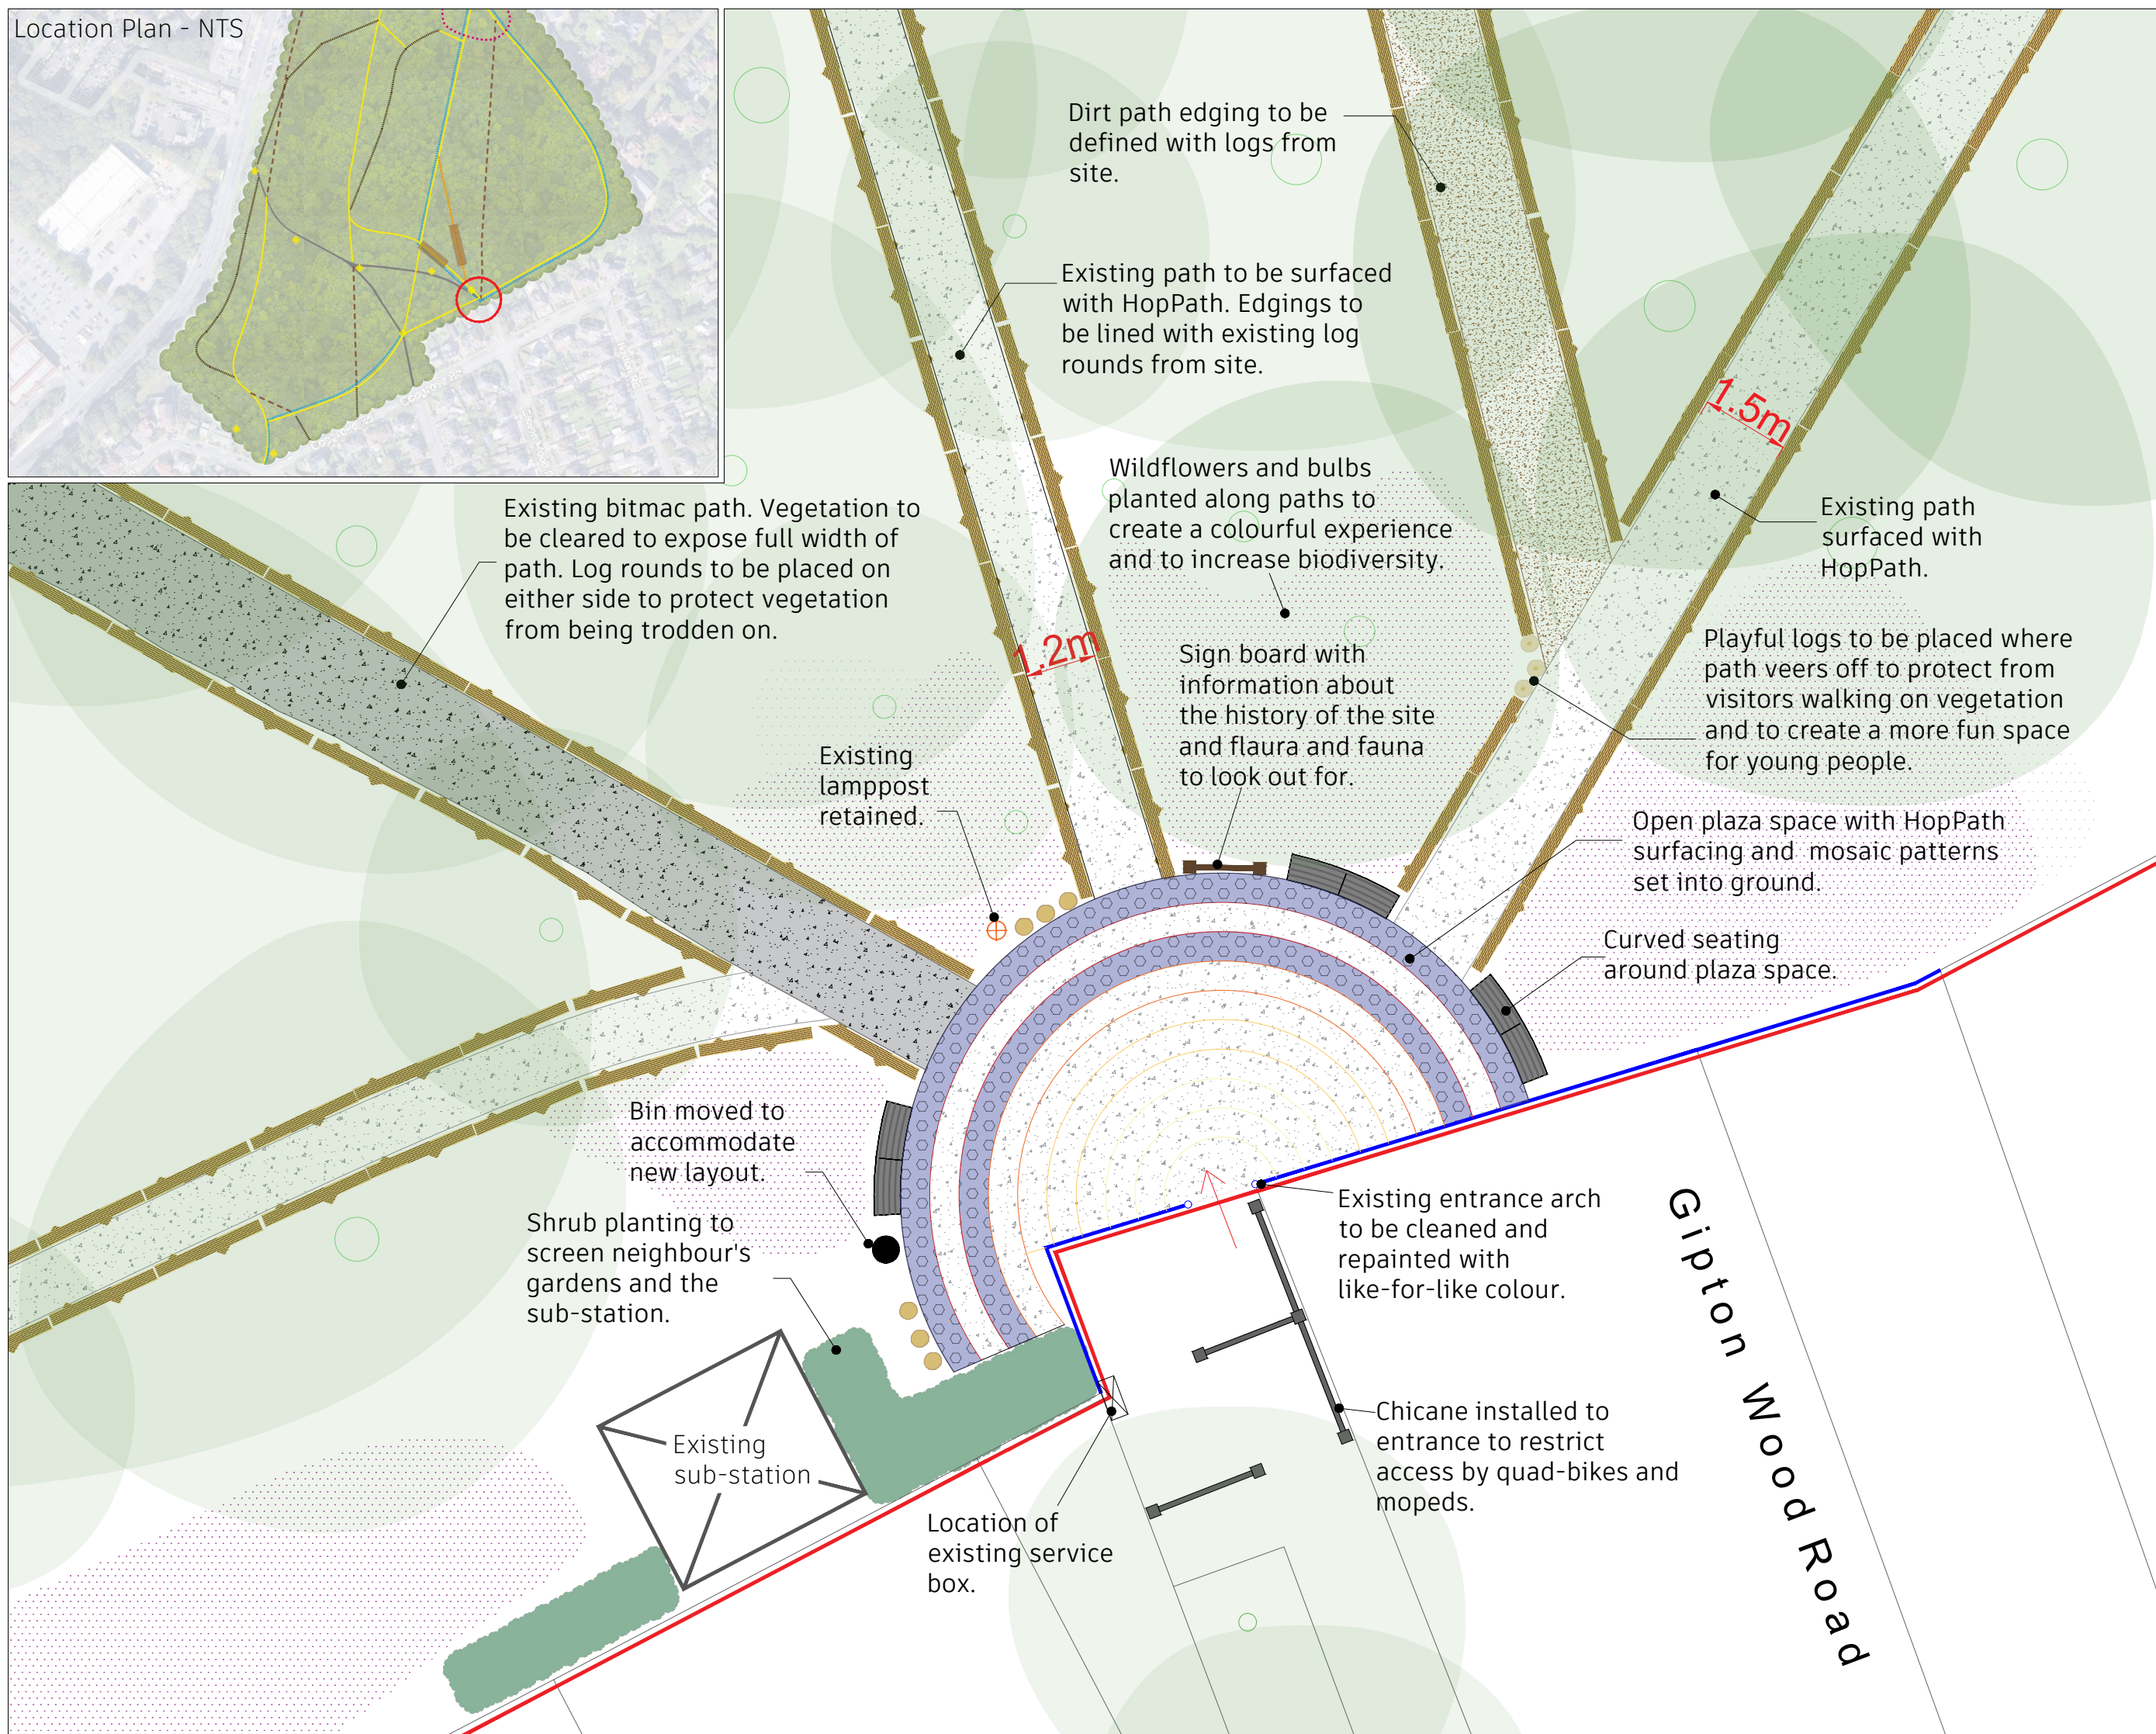 Location Plan - NTS
Dirt path edging to be
defined with logs from
site.
Existing path to be surfaced
with HopPath. Edgings to
be lined with existing log
rounds from site.
1.5m
Wildflowers and bulbs
planted along paths to
create a colourful experience
and to increase biodiversity.
Existing bitmac path. Vegetation to
be cleared to expose full width of
path. Log rounds to be placed on
either side to protect vegetation
from being trodden on.
Existing path
surfaced with
HopPath.
1.2m
Sign board with
information about
the history of the site
and flaura and fauna
to look out for.
Playful logs to be placed where
path veers off to protect from
visitors walking on vegetation
and to create a more fun space
for young people.
Existing
lamppost
retained.
Open plaza space with HopPath
surfacing and  mosaic patterns
set into ground.
Curved seating
around plaza space.
Bin moved to
accommodate
new layout.
Shrub planting to
screen neighbour's
gardens and the
sub-station.
Existing entrance arch
to be cleaned and
repainted with
like-for-like colour.
Gipton Wood Road
Chicane installed to
entrance to restrict
access by quad-bikes and
mopeds.
Existing
sub-station
Location of
existing service
box.